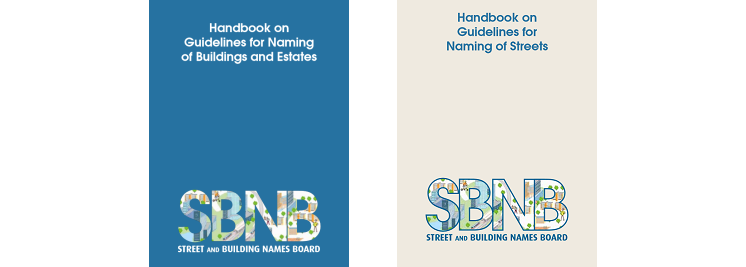 Handbook on
Guidelines for Naming
of Buildings and Estates
SBNB
STREET AND BUILDING NAMES BOARD
Handbook on
Guidelines for
Naming of Streets
SBNB
STREET AND BUILDING NAMES BOARD